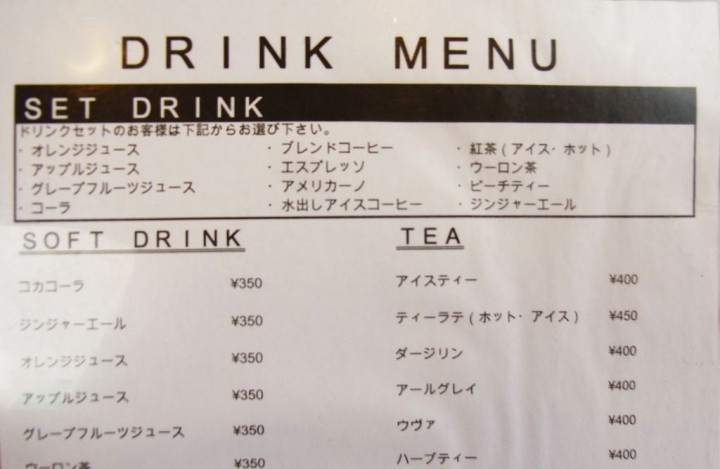 DRINK MENU
SET DRINK
ドリンクセットのお客様は下記からお選び下さい。
・オレンジジュース ・ブレンドコーヒー ・紅茶(アイス・ホット)
・アップルジュース ・エスプレッソ ・ウーロン茶
・グレープフルーツジュース ・アメリカーノ ・ピーチティー
・コーラ ・水出しアイスコーヒー ・ジンジャーエール
SOFT DRINK
コカコーラ ¥350
ジンジャーエール ¥350
オレンジジュース ¥350
アップルジュース ¥350
グレープフルーツジュース ¥350
ウーロン茶 ¥350
TEA
アイスティー ¥400
ティーラテ(ホット・アイス) ¥450
ダージリン ¥400
アールグレイ ¥400
ウヴァ ¥400
ハーブティー ¥400